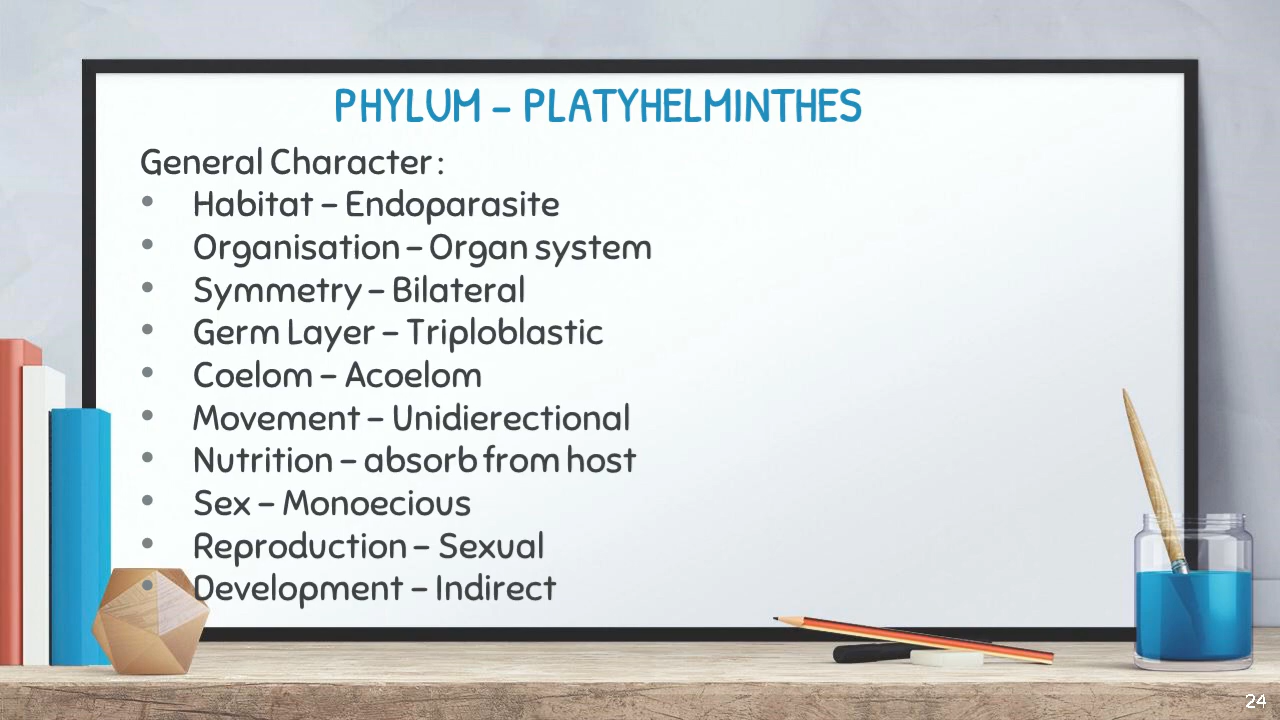 PHYLUM – PLATYHELMINTHES
General Character :
• Habitat – Endoparasite
• Organisation – Organ system
• Symmetry – Bilateral
• Germ Layer – Triploblastic
• Coelom – Acoelom
• Movement – Unidierectional
• Nutrition – absorb from host
• Sex – Monoecious
• Reproduction – Sexual
• Development – Indirect
24